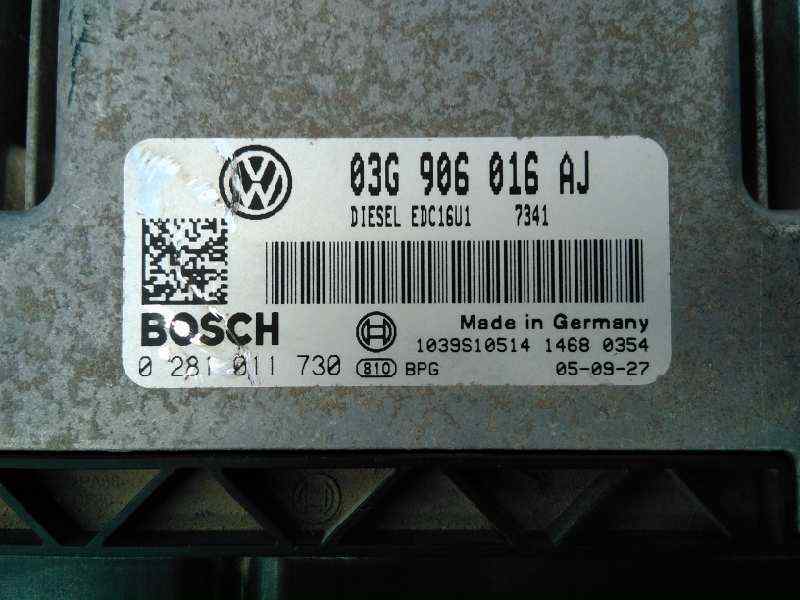 03G 906 016 AJ
DIESEL EDC16U1 7341
BOSCH
Made in Germany
1039S10514 1468 0354
0 281 011 730 810 BPG 05-09-27